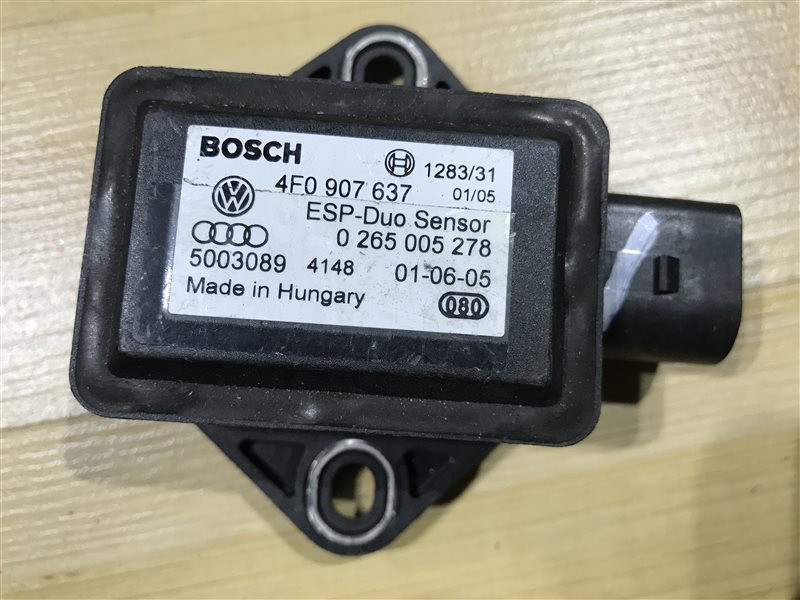 BOSCH 1283/31
4F0 907 637 01/05
ESP-Duo Sensor
0 265 005 278
5003089 4148 01-06-05
Made in Hungary 080